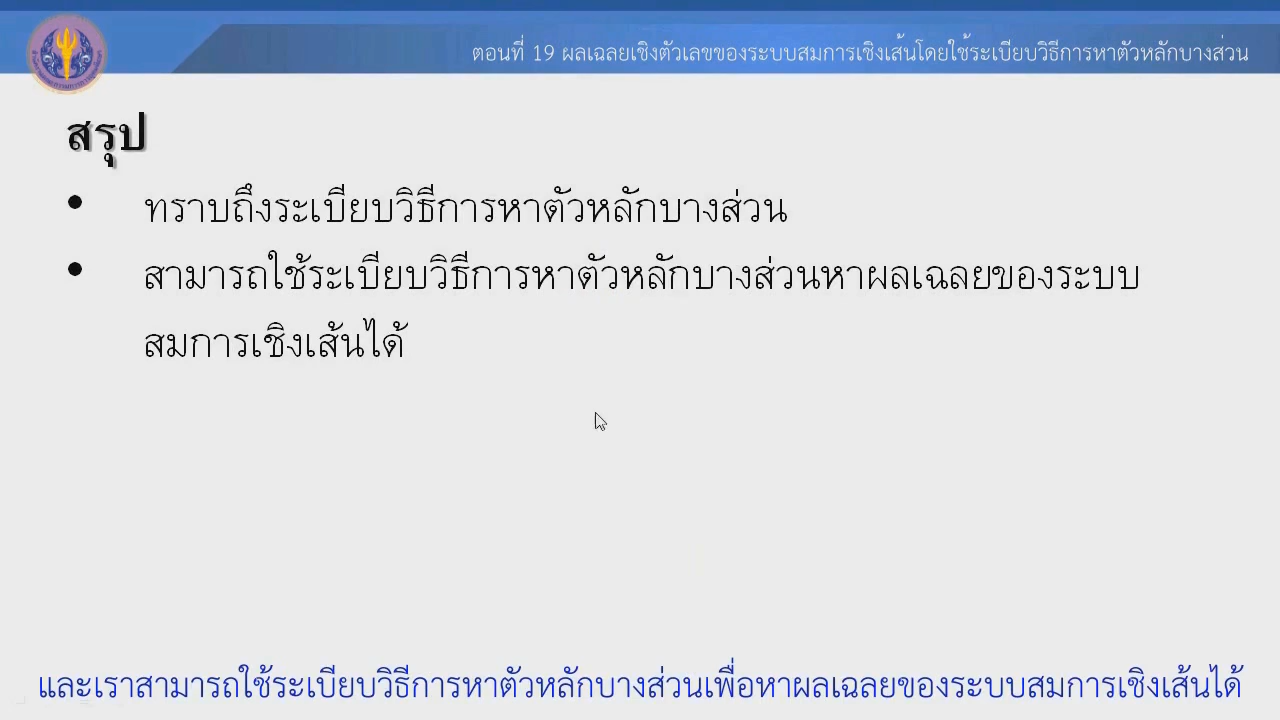 ตอนที่ 19 ผลเฉลยเชิงตัวเลขของระบบสมการเชิงเส้นโดยใช้ระเบียบวิธีการหาตัวหลักบางส่วน
สรุป
• ทราบถึงระเบียบวิธีการหาตัวหลักบางส่วน
• สามารถใช้ระเบียบวิธีการหาตัวหลักบางส่วนหาผลเฉลยของระบบ
สมการเชิงเส้นได้
และเราสามารถใช้ระเบียบวิธีการหาตัวหลักบางส่วนเพื่อหาผลเฉลยของระบบสมการเชิงเส้นได้